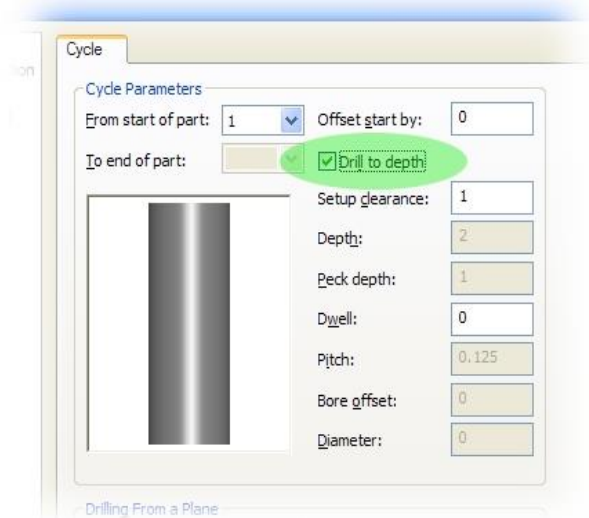 Cycle
Cycle Parameters
From start of part: 1 Offset start by: 0
To end of part: Drill to depth
Setup clearance: 1
Depth: 2
Peck depth: 1
Dwell: 0
Pitch: 0.125
Bore offset: 0
Diameter: 0
Drilling From a Plane